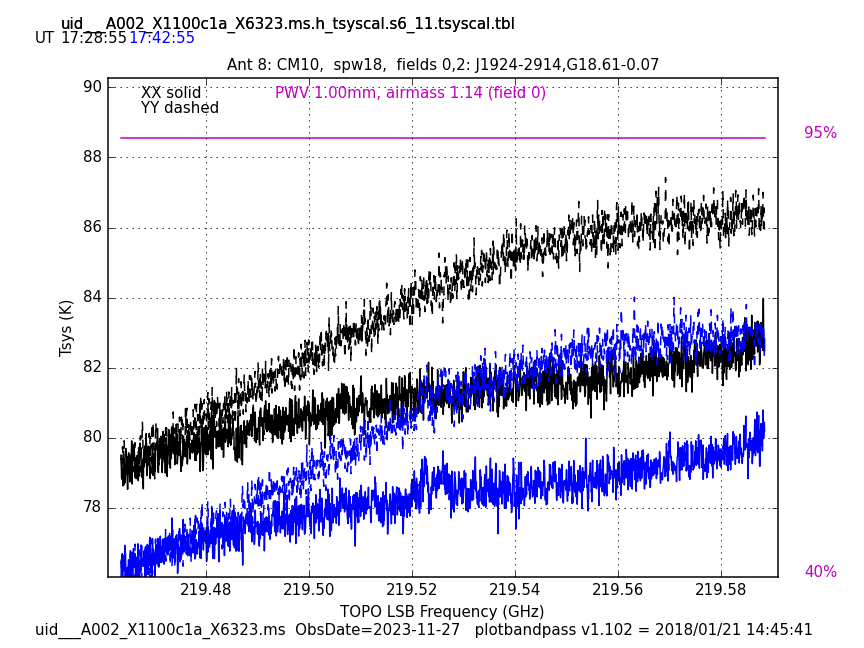 uid___A002_X1100c1a_X6323.ms.h_tsyscal.s6_11.tsyscal.tbl
UT 17:28:55 17:42:55
Ant 8: CM10,  spw18,  fields 0,2: J1924-2914,G18.61-0.07
XX solid
YY dashed
PWV 1.00mm, airmass 1.14 (field 0)
95%
40%
90
88
86
84
82
80
78
Tsys (K)
219.48 219.50 219.52 219.54 219.56 219.58
TOPO LSB Frequency (GHz)
uid___A002_X1100c1a_X6323.ms  ObsDate=2023-11-27   plotbandpass v1.102 = 2018/01/21 14:45:41